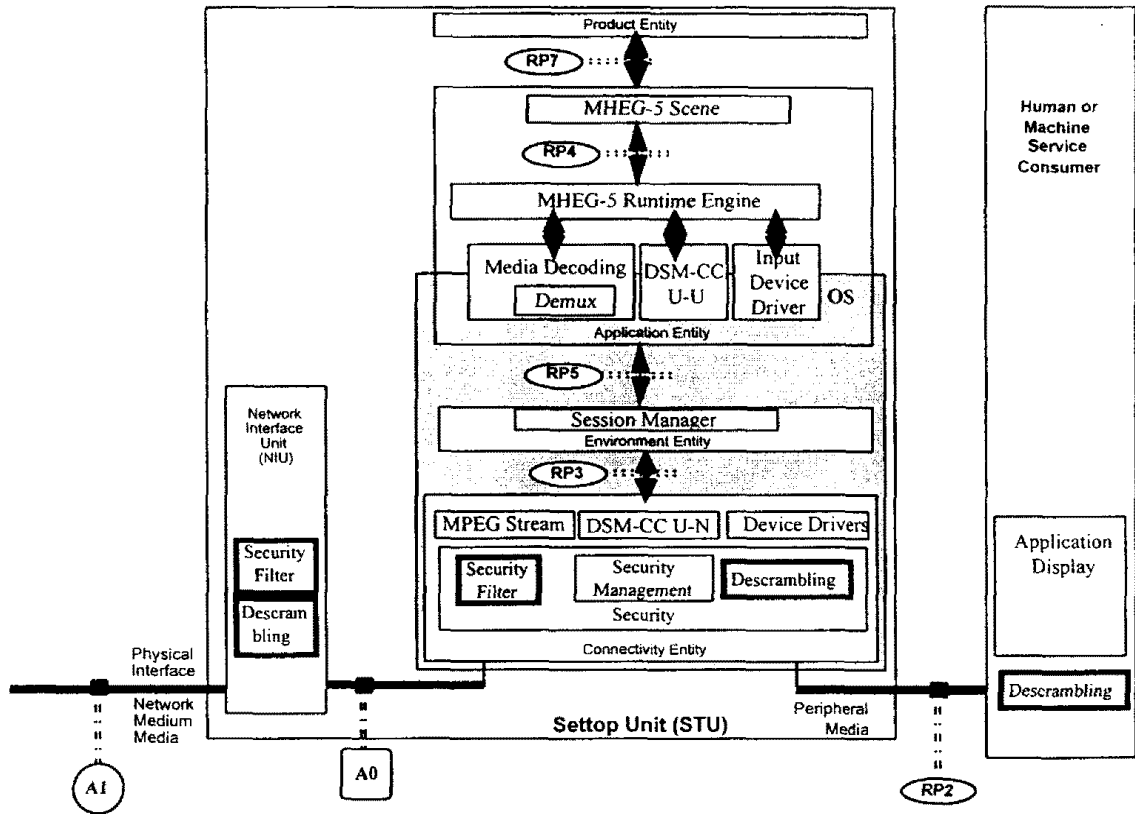 Product Entity
RP7
MHEG-5 Scene
RP4
MHEG-5 Runtime Engine
Media Decoding
Demux
DSM-CC
U-U
Input
Device
Driver
OS
Application Entity
RP5
Session Manager
Environment Entity
RP3
MPEG Stream
DSM-CC U-N
Device Drivers
Security
Filter
Security
Management
Descrambling
Security
Connectivity Entity
Network
Interface
Unit
(NIU)
Security
Filter
Descram
bling
Physical
Interface
Network
Medium
Media
A1
A0
Settop Unit (STU)
Peripheral
Media
RP2
Human or
Machine
Service
Consumer
Application
Display
Descrambling